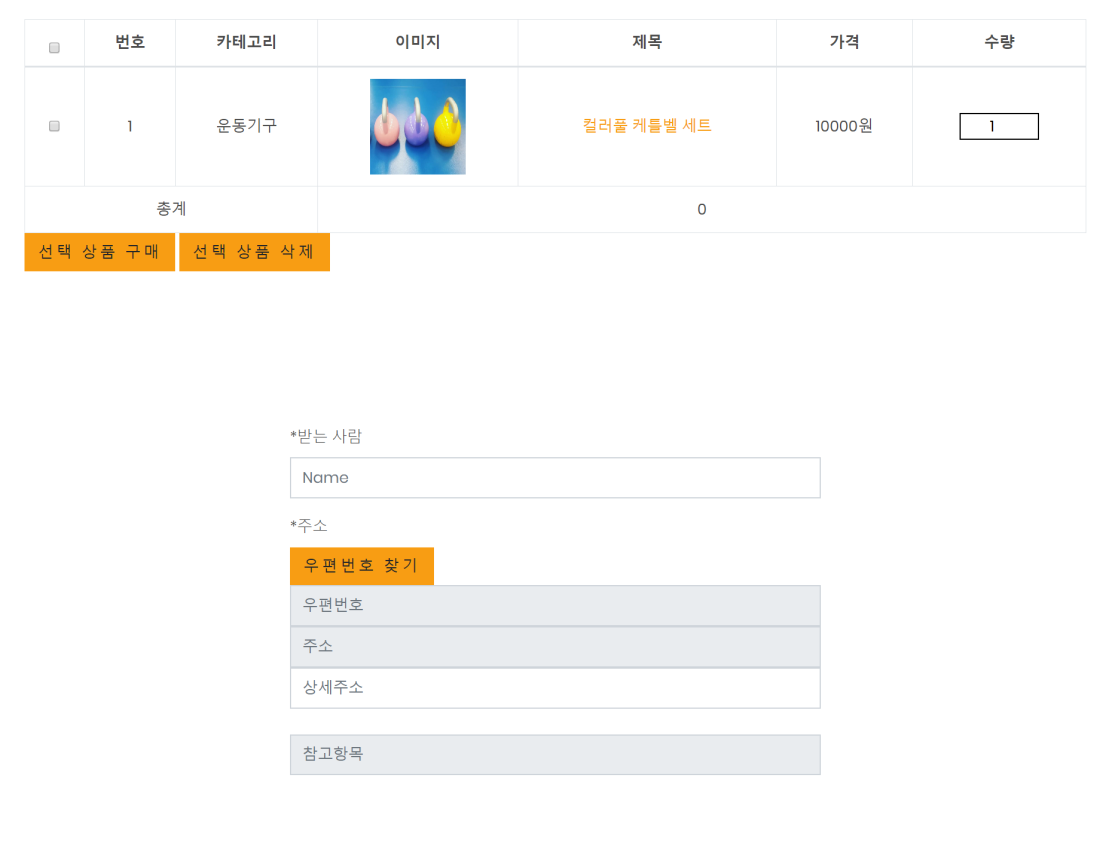 번호 카테고리 이미지 제목 가격 수량
1 운동기구 컬러풀 케틀벨 세트 10000원 1
총계 0
선택 상품 구매 선택 상품 삭제
*받는 사람
Name
*주소
우편번호 찾기
우편번호
주소
상세주소
참고항목